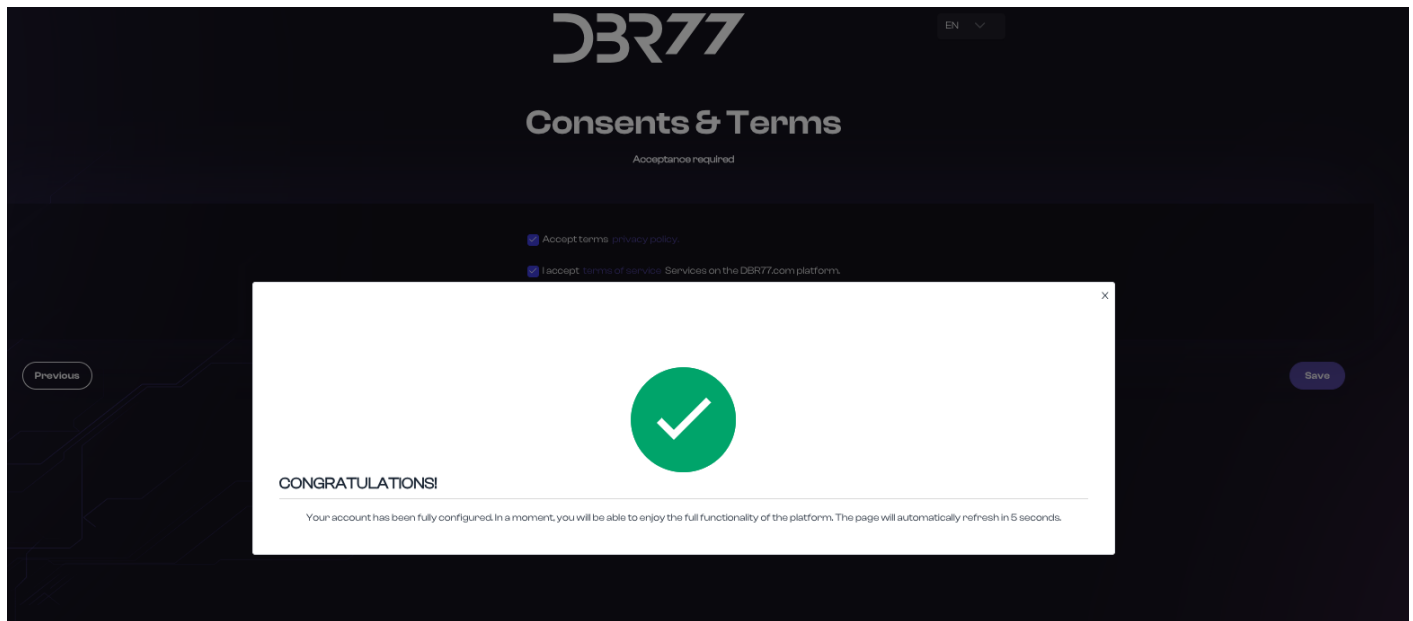 DBR77
EN
Consents & Terms
Acceptance required
Accept terms privacy policy.
I accept terms of service Services on the DBR77.com platform.
Previous
Save
CONGRATULATIONS!
Your account has been fully configured. In a moment, you will be able to enjoy the full functionality of the platform. The page will automatically refresh in 5 seconds.